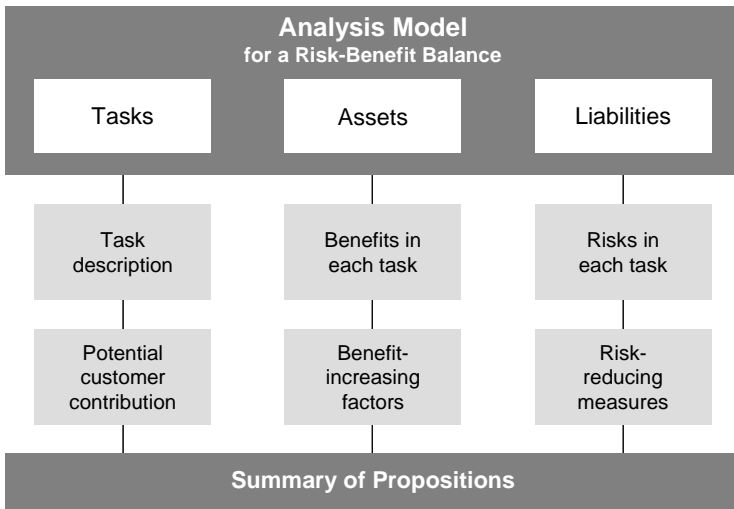 Analysis Model
for a Risk-Benefit Balance
Tasks
Assets
Liabilities
Task
description
Benefits in
each task
Risks in
each task
Potential
customer
contribution
Benefit-
increasing
factors
Risk-
reducing
measures
Summary of Propositions